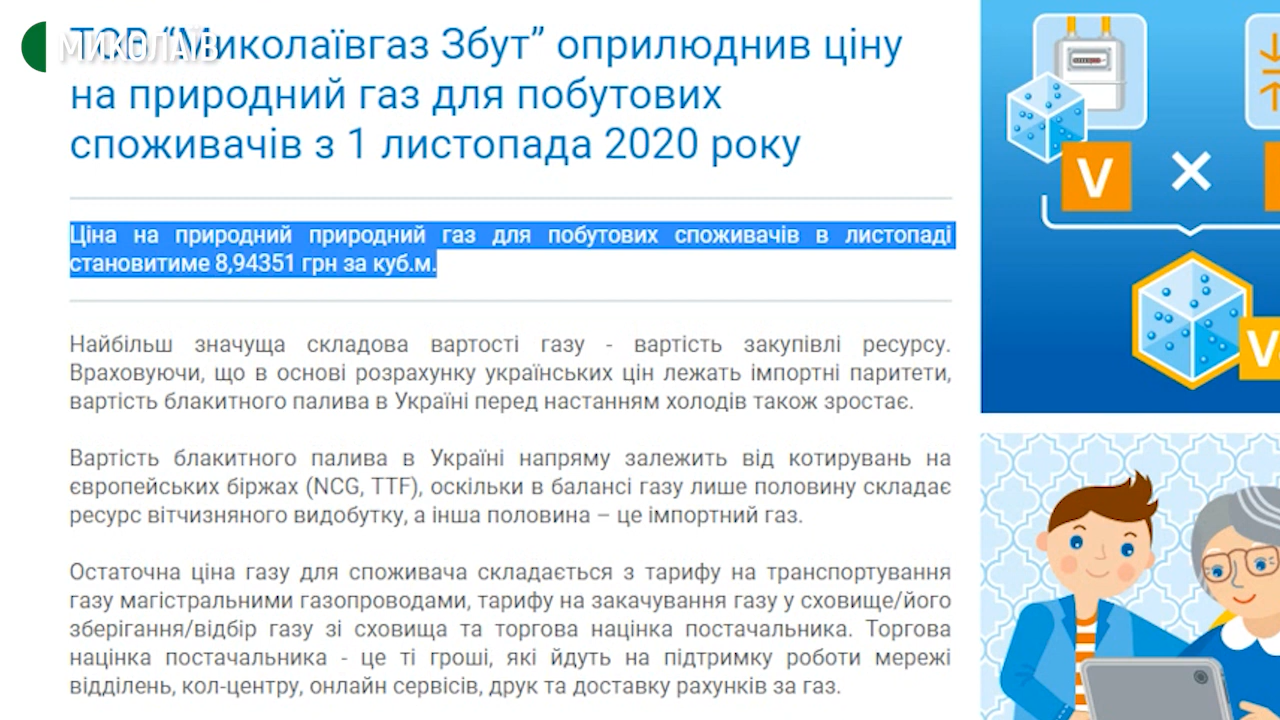 МИКОЛАЇВ
ТОВ “Миколаївгаз Збут” оприлюднив ціну
на природний газ для побутових
споживачів з 1 листопада 2020 року
Ціна на природний природний газ для побутових споживачів в листопаді
становитиме 8,94351 грн за куб.м.
Найбільш значуща складова вартості газу - вартість закупівлі ресурсу.
Враховуючи, що в основі розрахунку українських цін лежать імпортні паритети,
вартість блакитного палива в Україні перед настанням холодів також зростає.
Вартість блакитного палива в Україні напряму залежить від котирувань на
європейських біржах (NCG, TTF), оскільки в балансі газу лише половину складає
ресурс вітчизняного видобутку, а інша половина – це імпортний газ.
Остаточна ціна газу для споживача складається з тарифу на транспортування
газу магістральними газопроводами, тарифу на закачування газу у сховище/його
зберігання/відбір газу зі сховища та торгова націнка постачальника. Торгова
націнка постачальника - це ті гроші, які йдуть на підтримку роботи мережі
відділень, кол-центру, онлайн сервісів, друк та доставку рахунків за газ.
V ×
V